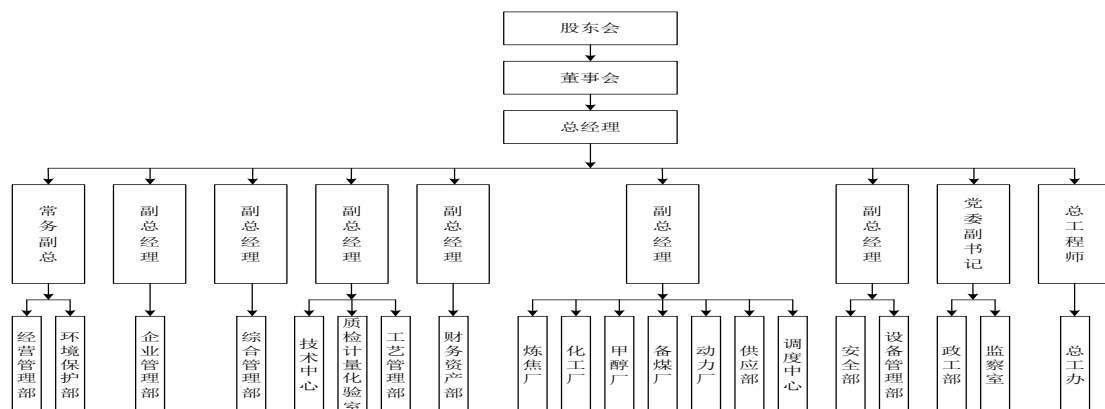 股东会
董事会
总经理
常务副总
副总经理
副总经理
副总经理
副总经理
副总经理
副总经理
党委副书记
总工程师
经营管理部
环境保护部
企业管理部
综合管理部
技术中心
质检计量化验室
工艺管理部
财务资产部
炼焦厂
化工厂
甲醇厂
备煤厂
动力厂
供应部
调度中心
安全部
设备管理部
政工部
监察室
总工办